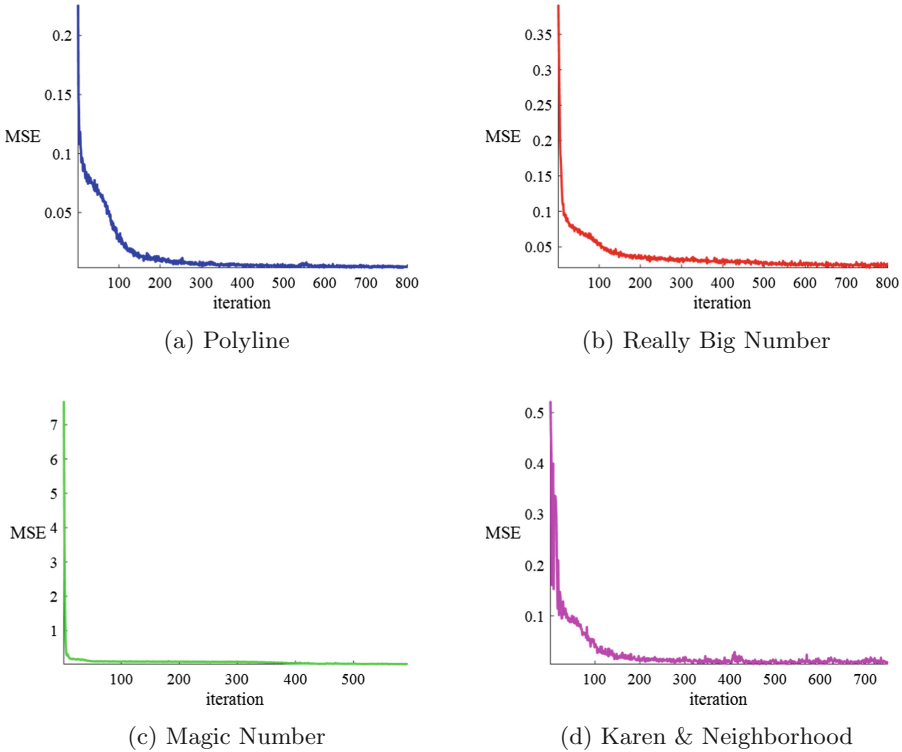 0.2
0.15
MSE
0.1
0.05
100 200 300 400 500 600 700 800
iteration
(a) Polyline
0.35
0.3
0.25
0.2
MSE
0.15
0.1
0.05
100 200 300 400 500 600 700 800
iteration
(b) Really Big Number
7
6
5
4
MSE
3
2
1
100 200 300 400 500
iteration
(c) Magic Number
0.5
0.4
0.3
MSE
0.2
0.1
100 200 300 400 500 600 700
iteration
(d) Karen & Neighborhood